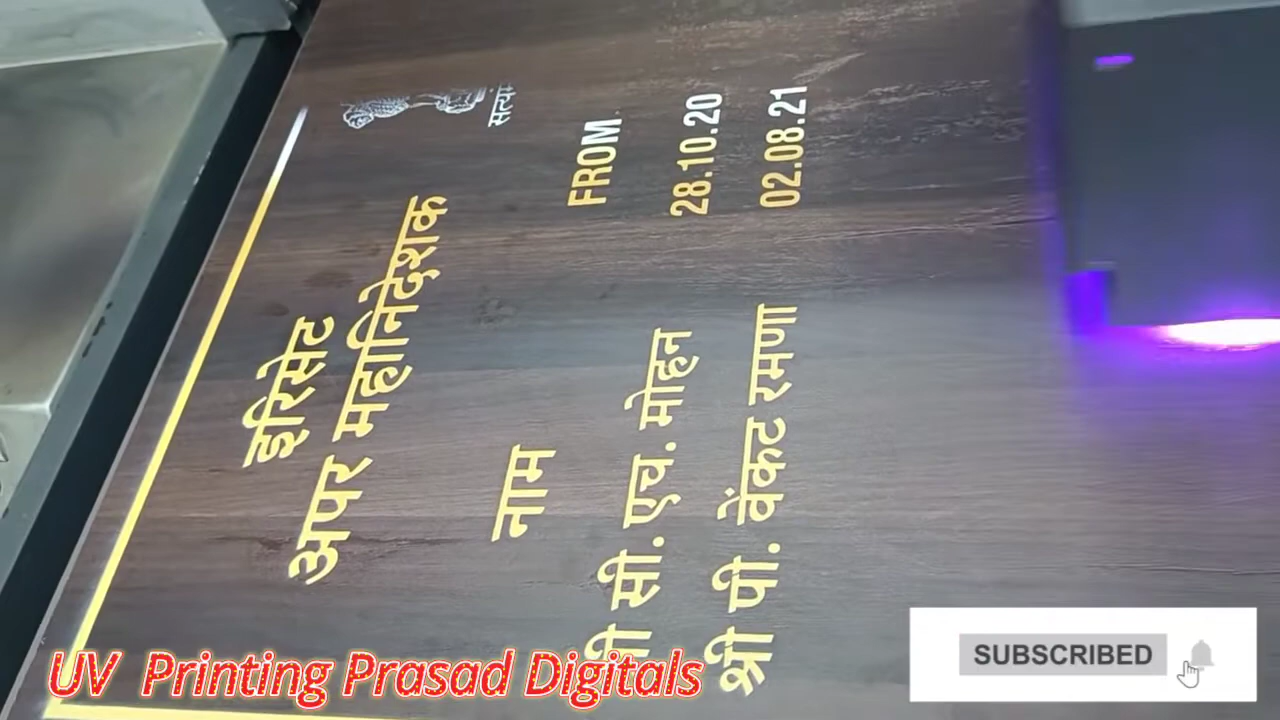 इरिसेट
अपर महानिदेशक
सत्य
नाम FROM
श्री सी. एच. मोहन 28.10.20
श्री पी. वेंकट रमणा 02.08.21
UV Printing Prasad Digitals
SUBSCRIBED